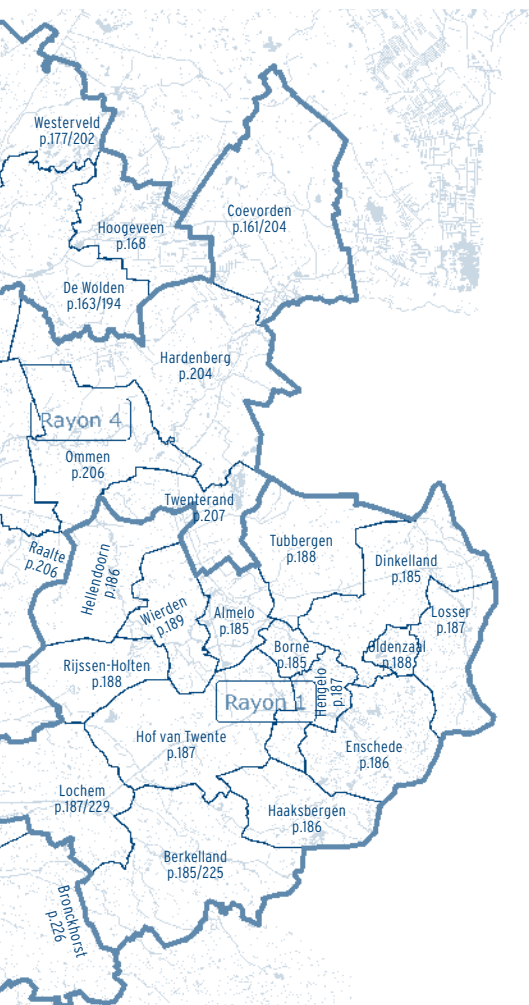 Westerveld
p.177/202
Coevorden
p.161/204
Hoogeveen
p.168
De Wolden
p.163/194
Hardenberg
p.204
Rayon 4
Ommen
p.206
Twenterand
p.207
Raalte
p.206
Hellendoorn
p.186
Tubbergen
p.188
Dinkelland
p.185
Wierden
p.189
Almelo
p.185
Losser
p.187
Borne
p.185
Oldenzaal
p.188
Rijssen-Holten
p.188
Hengelo
p.187
Rayon 1
Hof van Twente
p.187
Enschede
p.186
Lochem
p.187/229
Haaksbergen
p.186
Berkelland
p.185/225
Bronckhorst
p.226